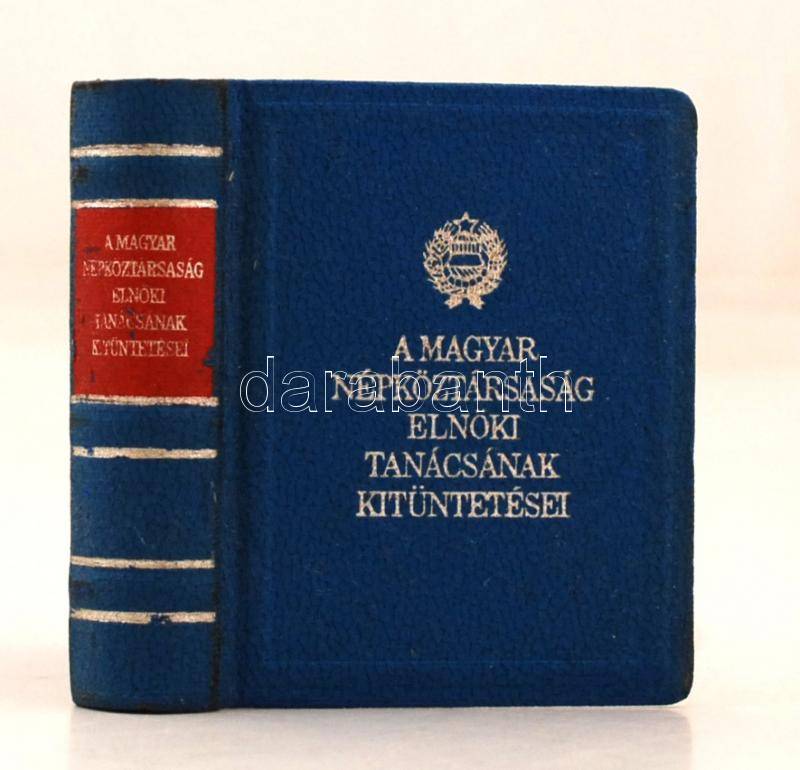 A MAGYAR
NÉPKÖZTÁRSASÁG
ELNÖKI
TANÁCSÁNAK
KITÜNTETÉSEI
A MAGYAR
NÉPKÖZTÁRSASÁG
ELNÖKI
TANÁCSÁNAK
KITÜNTETÉSEI
darabanth